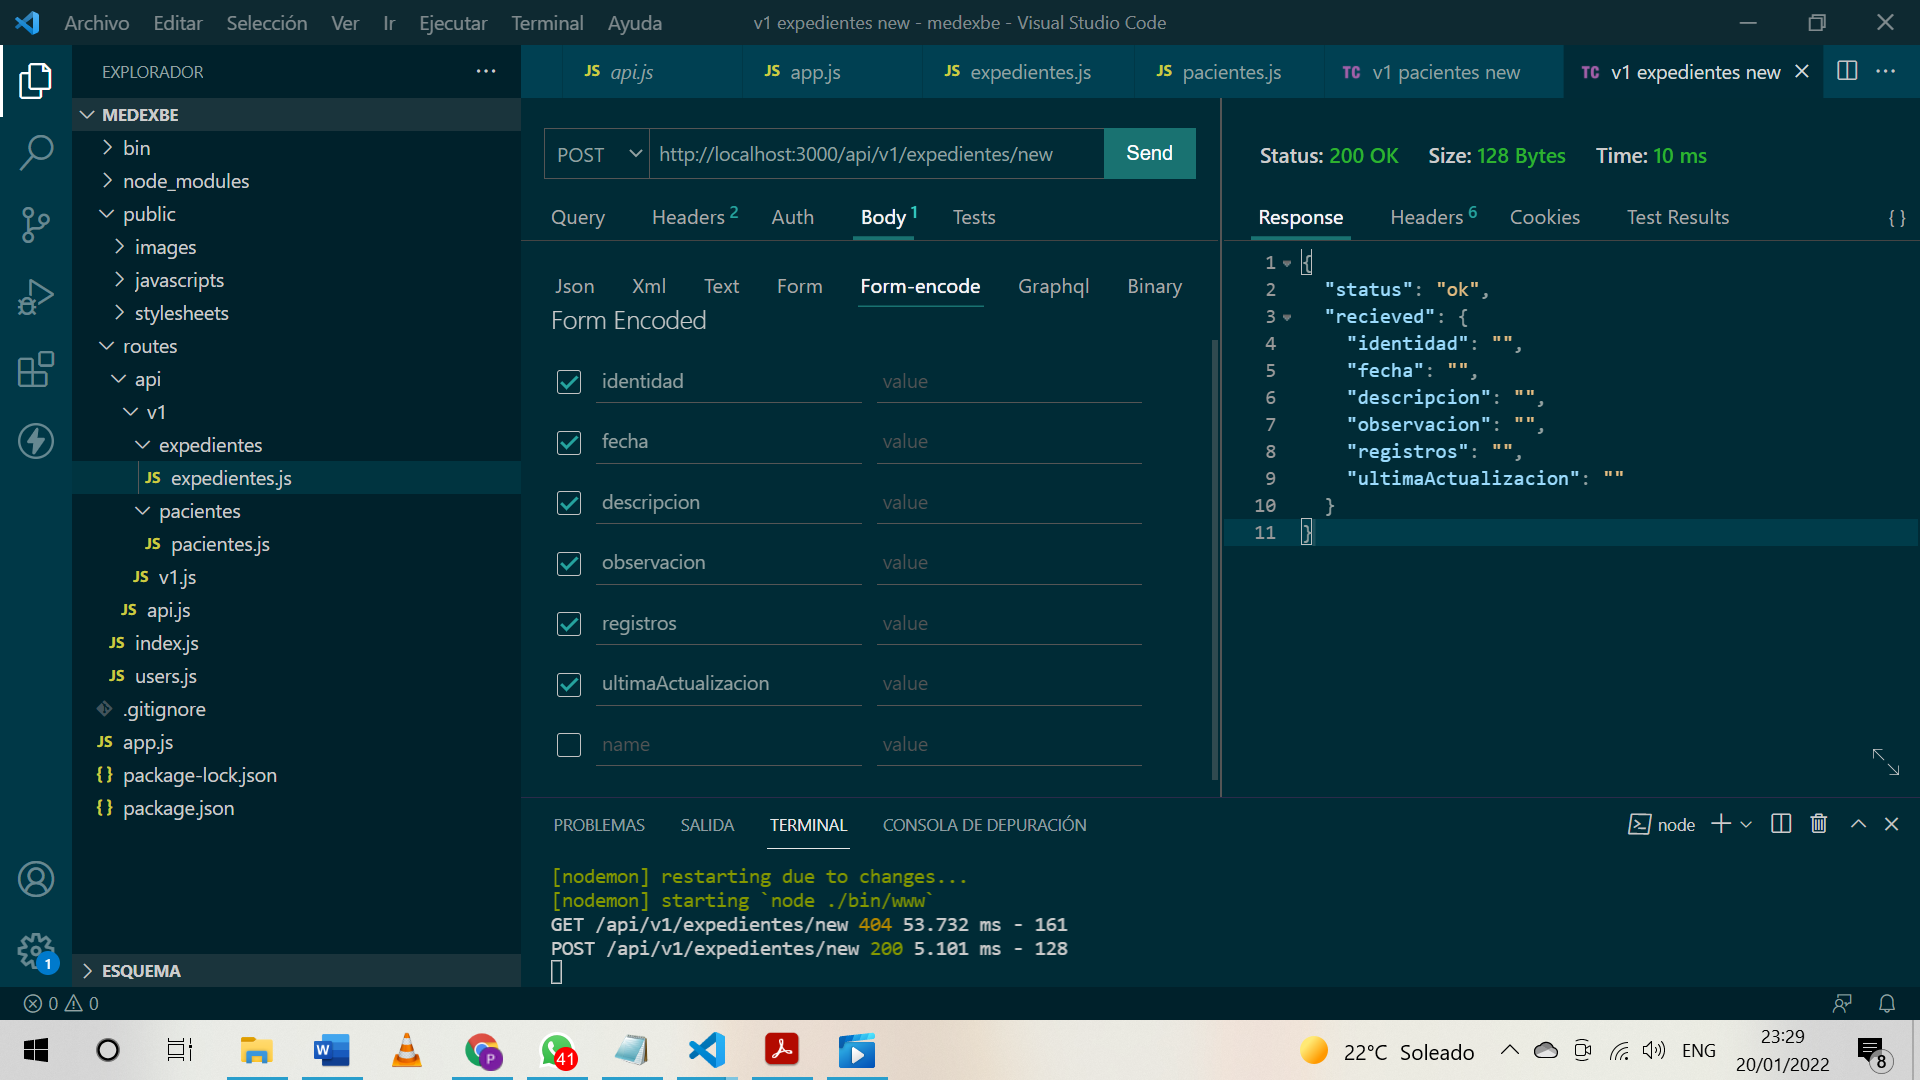 Archivo Editar Selección Ver Ir Ejecutar Terminal Ayuda
v1 expedientes new - medexbe - Visual Studio Code
EXPLORADOR
MEDEXBE
bin
node_modules
public
images
javascripts
stylesheets
routes
api
v1
expedientes
JS expedientes.js
pacientes
JS pacientes.js
JS v1.js
JS api.js
JS index.js
JS users.js
.gitignore
JS app.js
{} package-lock.json
{} package.json
ESQUEMA
1
JS api.js
JS app.js
JS expedientes.js
JS pacientes.js
TC v1 pacientes new
TC v1 expedientes new
POST http://localhost:3000/api/v1/expedientes/new Send
Query Headers 2 Auth Body 1 Tests
Json Xml Text Form Form-encode Graphql Binary
Form Encoded
identidad value
fecha value
descripcion value
observacion value
registros value
ultimaActualizacion value
name value
Status: 200 OK Size: 128 Bytes Time: 10 ms
Response Headers 6 Cookies Test Results {}
1 {
2 "status": "ok",
3 "recieved": {
4 "identidad": "",
5 "fecha": "",
6 "descripcion": "",
7 "observacion": "",
8 "registros": "",
9 "ultimaActualizacion": ""
10 }
11 }
PROBLEMAS SALIDA TERMINAL CONSOLA DE DEPURACIÓN
node
[nodemon] restarting due to changes...
[nodemon] starting `node ./bin/www`
GET /api/v1/expedientes/new 404 53.732 ms - 161
POST /api/v1/expedientes/new 200 5.101 ms - 128
0 0
W
P
41
22°C Soleado
ENG
23:29
20/01/2022
8